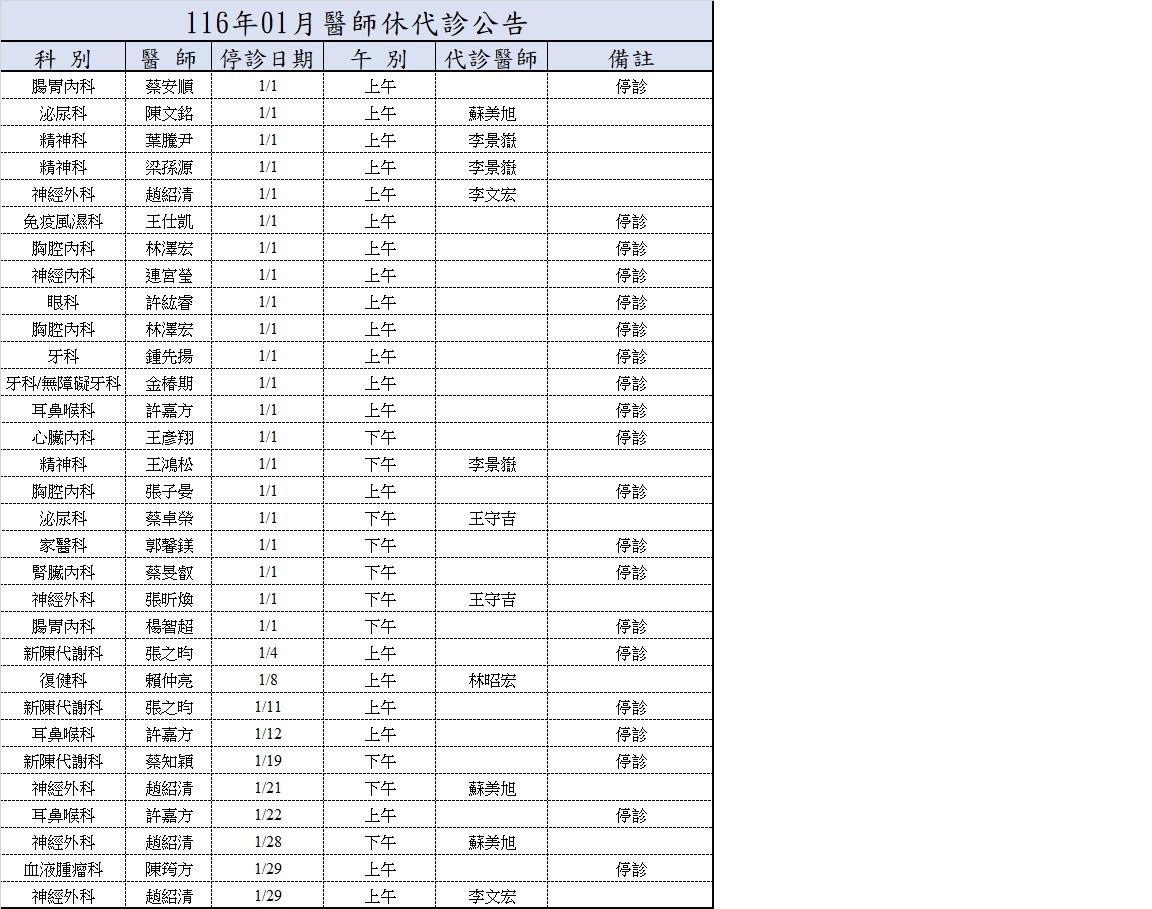 116年01月醫師休代診公告
科 別 醫 師 停診日期 午 別 代診醫師 備註
腸胃內科 蔡安順 1/1 上午 停診
泌尿科 陳文銘 1/1 上午 蘇美旭
精神科 葉騰尹 1/1 上午 李景嶽
精神科 梁孫源 1/1 上午 李景嶽
神經外科 趙紹清 1/1 上午 李文宏
免疫風濕科 王仕凱 1/1 上午 停診
胸腔內科 林澤宏 1/1 上午 停診
神經內科 連宮瑩 1/1 上午 停診
眼科 許紘睿 1/1 上午 停診
胸腔內科 林澤宏 1/1 上午 停診
牙科 鍾先揚 1/1 上午 停診
牙科/無障礙牙科 金椿期 1/1 上午 停診
耳鼻喉科 許嘉方 1/1 上午 停診
心臟內科 王彥翔 1/1 下午 停診
精神科 王鴻松 1/1 下午 李景嶽
胸腔內科 張子晏 1/1 上午 停診
泌尿科 蔡卓榮 1/1 下午 王守吉
家醫科 郭馨鎂 1/1 下午 停診
腎臟內科 蔡旻叡 1/1 下午 停診
神經外科 張昕煥 1/1 下午 王守吉
腸胃內科 楊智超 1/1 下午 停診
新陳代謝科 張之昀 1/4 上午 停診
復健科 賴仲亮 1/8 上午 林昭宏
新陳代謝科 張之昀 1/11 上午 停診
耳鼻喉科 許嘉方 1/12 上午 停診
新陳代謝科 蔡知穎 1/19 下午 停診
神經外科 趙紹清 1/21 下午 蘇美旭
耳鼻喉科 許嘉方 1/22 上午 停診
神經外科 趙紹清 1/28 下午 蘇美旭
血液腫瘤科 陳筠方 1/29 上午 停診
神經外科 趙紹清 1/29 上午 李文宏